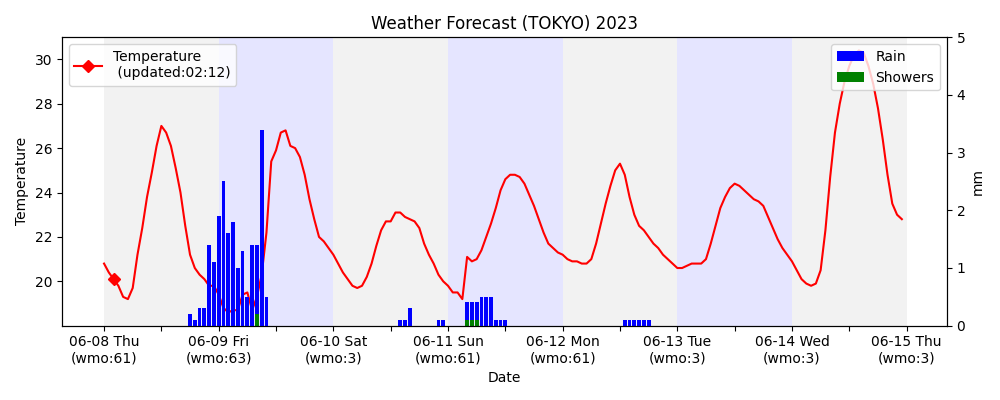 Weather Forecast (TOKYO) 2023
Temperature
(updated:02:12)
Rain
Showers
30
28
26
24
22
20
Temperature
5
4
3
2
1
0
mm
06-08 Thu
(wmo:61)
06-09 Fri
(wmo:63)
06-10 Sat
(wmo:3)
06-11 Sun
(wmo:61)
06-12 Mon
(wmo:61)
06-13 Tue
(wmo:3)
06-14 Wed
(wmo:3)
06-15 Thu
(wmo:3)
Date